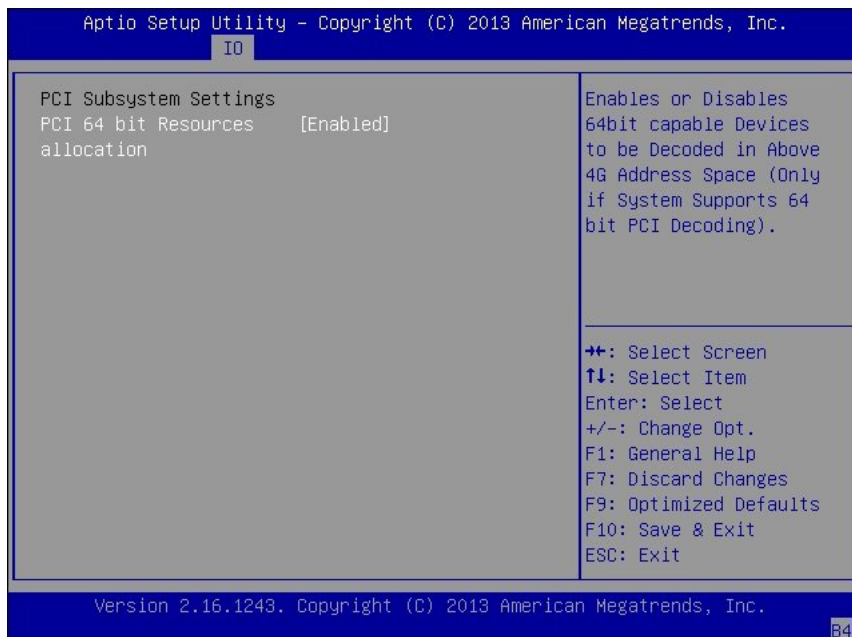 Aptio Setup Utility – Copyright (C) 2013 American Megatrends, Inc.
IO
PCI Subsystem Settings
PCI 64 bit Resources [Enabled]
allocation
Enables or Disables
64bit capable Devices
to be Decoded in Above
4G Address Space (Only
if System Supports 64
bit PCI Decoding).
→←: Select Screen
↑↓: Select Item
Enter: Select
+/-: Change Opt.
F1: General Help
F7: Discard Changes
F9: Optimized Defaults
F10: Save & Exit
ESC: Exit
Version 2.16.1243. Copyright (C) 2013 American Megatrends, Inc.
B4